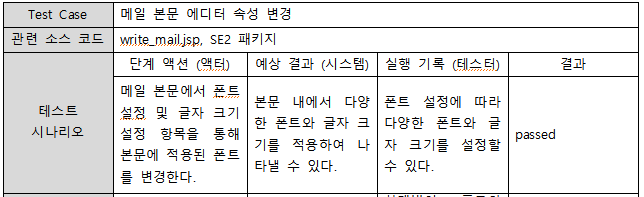 Test Case 메일 본문 에디터 속성 변경
관련 소스 코드 write_mail.jsp, SE2 패키지
테스트
시나리오
단계 액션 (액터) 예상 결과 (시스템) 실행 기록 (테스터) 결과
메일 본문에서 폰트
설정 및 글자 크기
설정 항목을 통해
본문에 적용된 폰트
를 변경한다.
본문 내에서 다양
한 폰트와 글자 크
기를 적용하여 나
타낼 수 있다.
폰트 설정에 따라
다양한 폰트와 글
자 크기를 설정할
수 있다.
passed